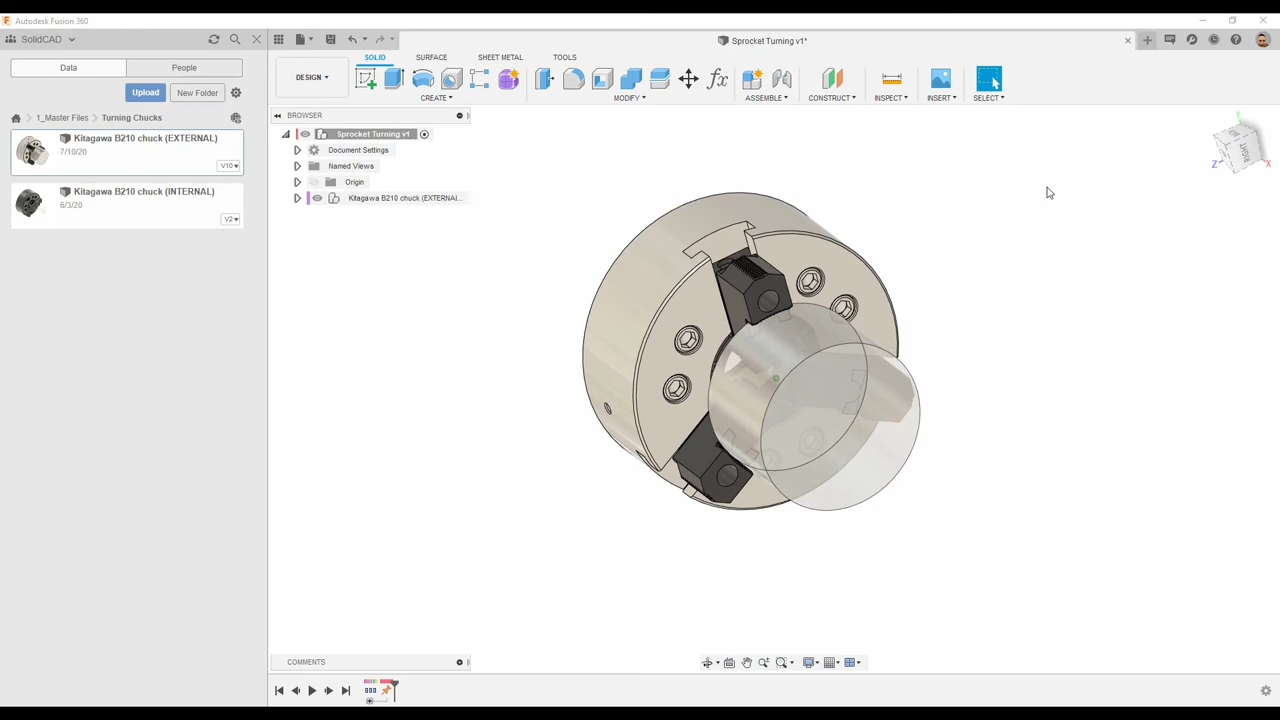 Autodesk Fusion 360
SolidCAD
Sprocket Turning v1*
Data
People
Upload
New Folder
1_Master Files
Turning Chucks
Kitagawa B210 chuck (EXTERNAL)
7/10/20
V10
Kitagawa B210 chuck (INTERNAL)
6/3/20
V2
SOLID
SURFACE
SHEET METAL
TOOLS
DESIGN
CREATE
MODIFY
ASSEMBLE
CONSTRUCT
INSPECT
INSERT
SELECT
BROWSER
Sprocket Turning v1
Document Settings
Named Views
Origin
Kitagawa B210 chuck (EXTERNAL...
RIGHT
Y
Z
X
COMMENTS